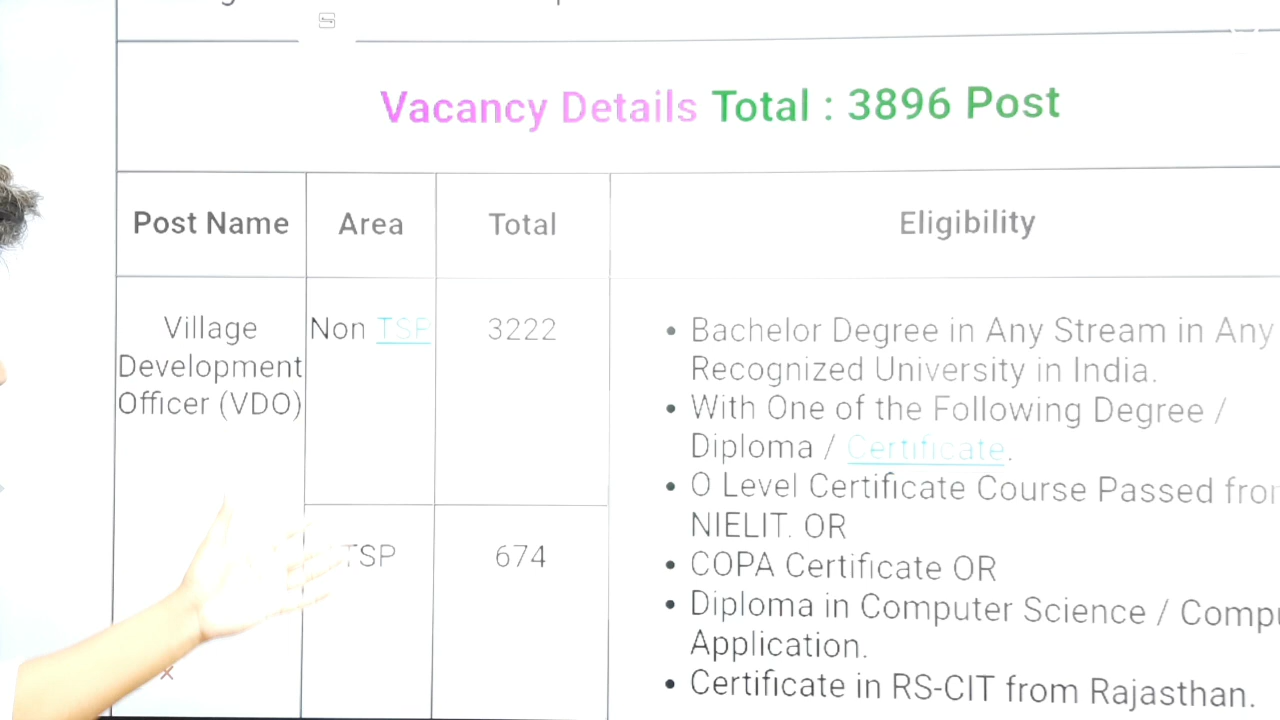 Vacancy Details Total : 3896 Post
Post Name
Area
Total
Eligibility
Village
Development
Officer (VDO)
Non TSP
3222
TSP
674
• Bachelor Degree in Any Stream in Any
Recognized University in India.
• With One of the Following Degree /
Diploma / Certificate.
• O Level Certificate Course Passed from
NIELIT. OR
• COPA Certificate OR
• Diploma in Computer Science /
Application.
• Certificate in RS-CIT from Rajasthan.